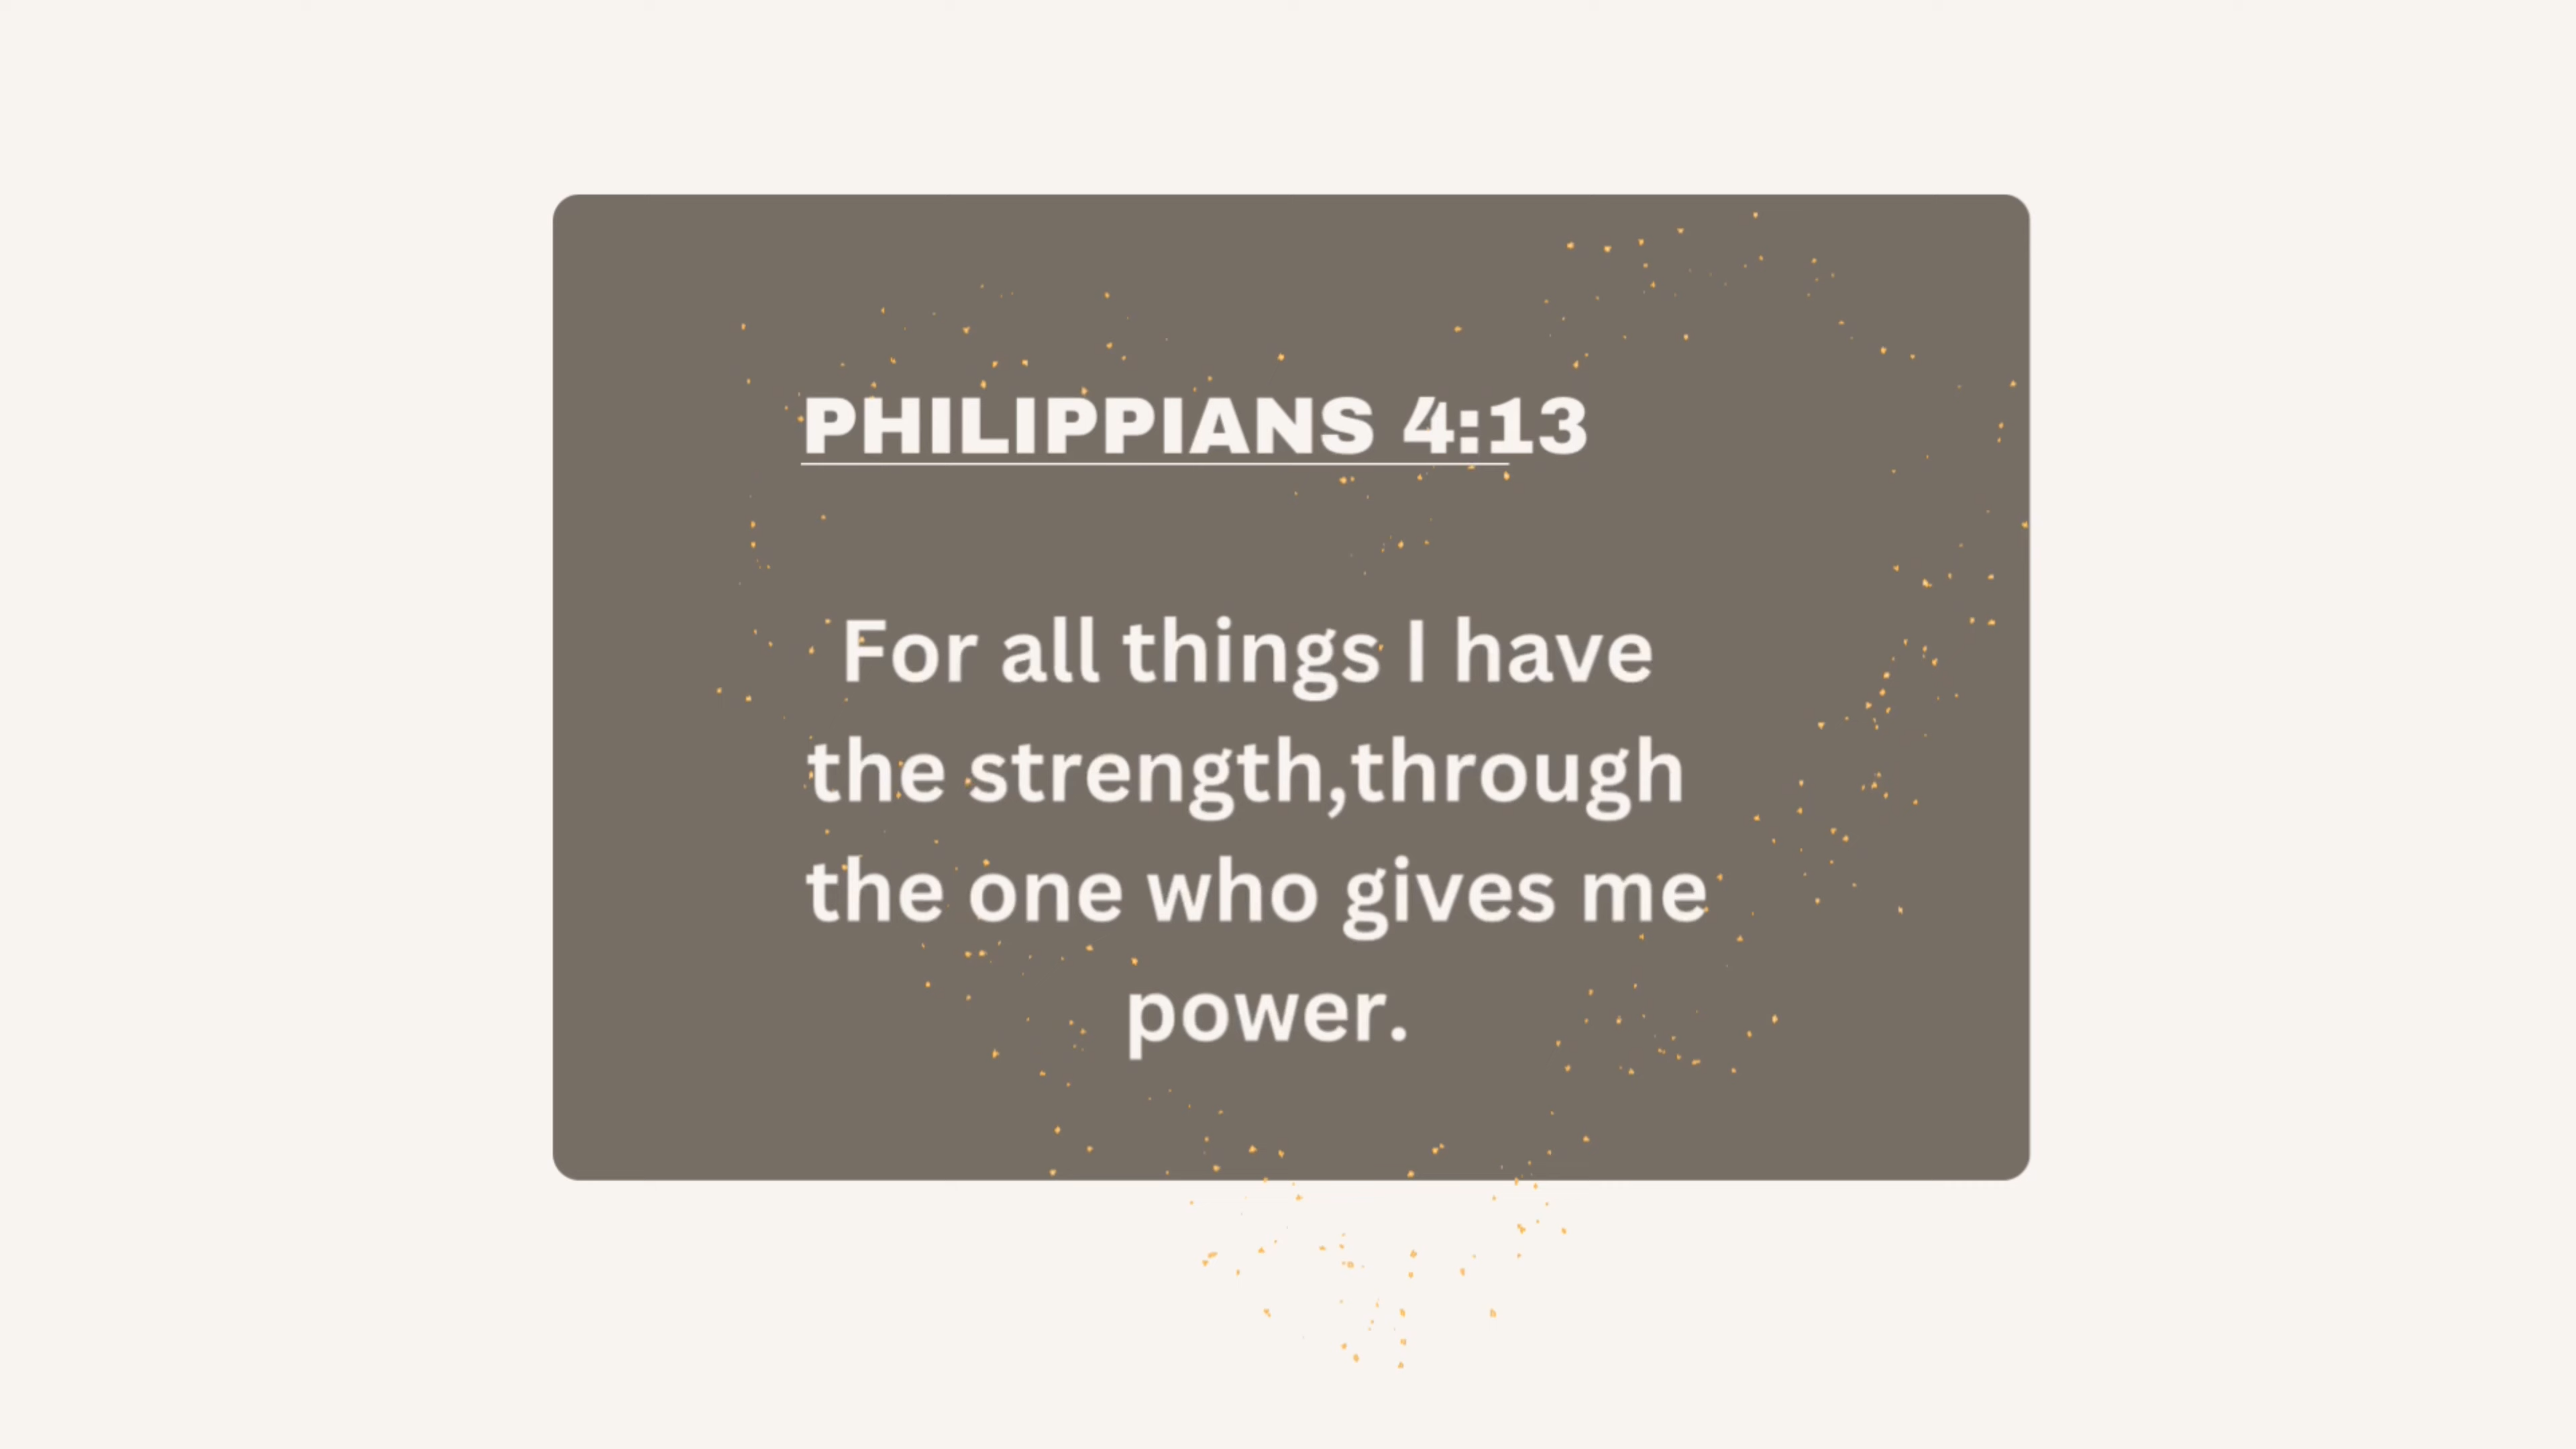 PHILIPPIANS 4:13
For all things I have
the strength,through
the one who gives me
power.